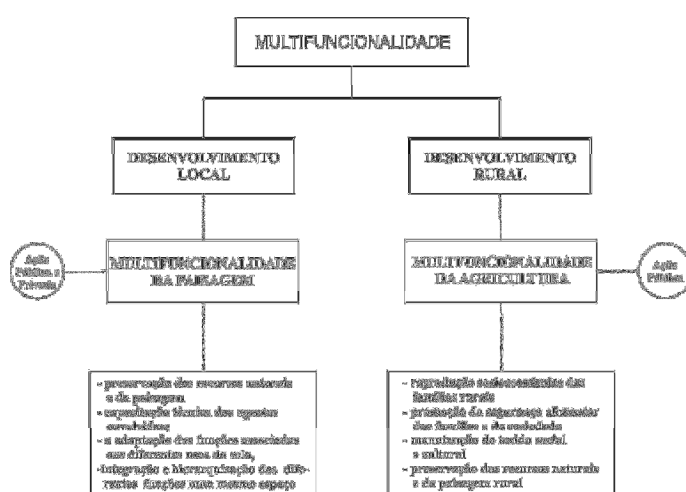 MULTIFUNCIONALIDADE
DESENVOLVIMENTO
LOCAL
DESENVOLVIMENTO
RURAL
Ação
Pública e
Privada
MULTIFUNCIONALIDADE
DA PAISAGEM
MULTIFUNCIONALIDADE
DA AGRICULTURA
Ação
Pública
- preservação dos recursos naturais
e da paisagem
- capacitação técnica dos agentes
envolvidos;
- a adaptação das funções associadas
aos diferentes usos do solo,
-integração e hierarquização das dife-
rentes funções num mesmo espaço
- reprodução socioeconômica das
famílias rurais
- promoção da segurança alimentar
das famílias e da sociedade
- manutenção do tecido social
e cultural
- preservação dos recursos naturais
e da paisagem rural